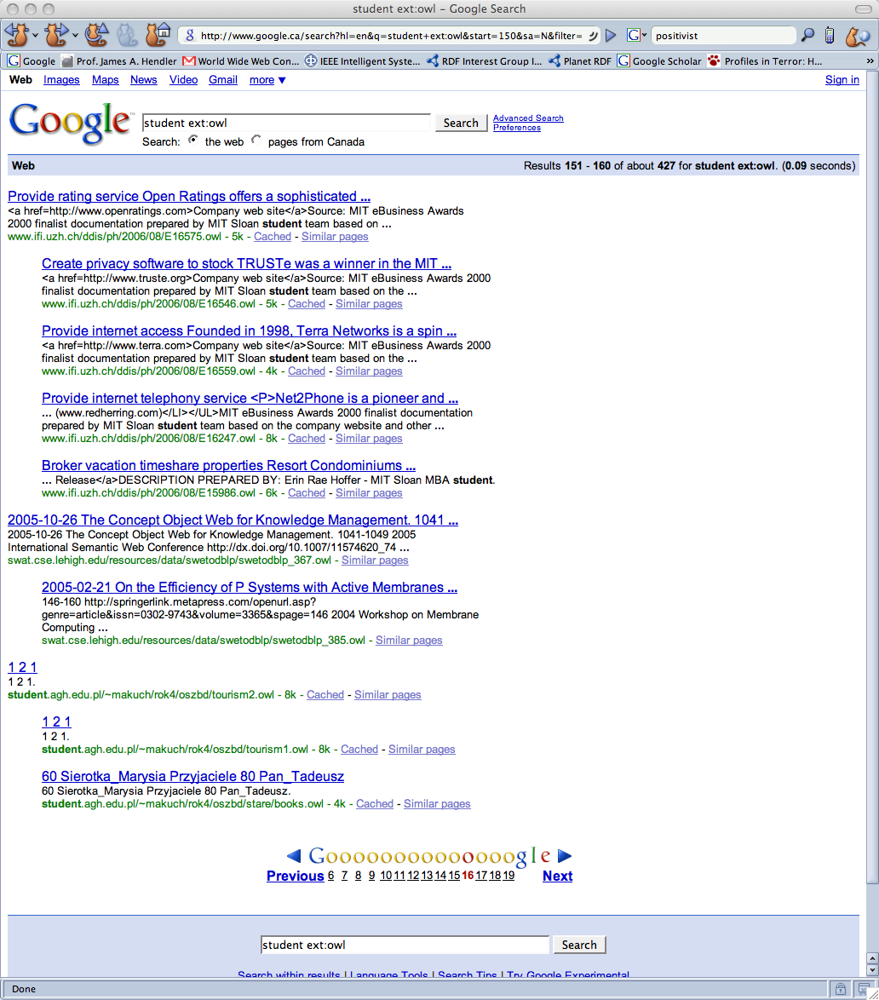 student ext:owl – Google Search
http://www.google.ca/search?hl=en&q=student+ext:owl&start=150&sa=N&filter=
positivist
Google Prof. James A. Hendler World Wide Web Con... IEEE Intelligent Syste... RDF Interest Group I... Planet RDF Google Scholar Profiles in Terror: H... »
Web Images Maps News Video Gmail more ▼ Sign in
Google™ student ext:owl Search Advanced Search
Preferences
Search: the web pages from Canada
Web Results 151 - 160 of about 427 for student ext:owl. (0.09 seconds)
Provide rating service Open Ratings offers a sophisticated ...
<a href=http://www.openratings.com>Company web site</a>Source: MIT eBusiness Awards
2000 finalist documentation prepared by MIT Sloan student team based on ...
www.ifi.uzh.ch/ddis/ph/2006/08/E16575.owl - 5k - Cached - Similar pages
Create privacy software to stock TRUSTe was a winner in the MIT ...
<a href=http://www.truste.org>Company web site</a>Source: MIT eBusiness Awards 2000
finalist documentation prepared by MIT Sloan student team based on the ...
www.ifi.uzh.ch/ddis/ph/2006/08/E16546.owl - 5k - Cached - Similar pages
Provide internet access Founded in 1998, Terra Networks is a spin ...
<a href=http://www.terra.com>Company web site</a>Source: MIT eBusiness Awards 2000
finalist documentation prepared by MIT Sloan student team based on the ...
www.ifi.uzh.ch/ddis/ph/2006/08/E16559.owl - 4k - Cached - Similar pages
Provide internet telephony service <P>Net2Phone is a pioneer and ...
... (www.redherring.com)</LI></UL>MIT eBusiness Awards 2000 finalist documentation
prepared by MIT Sloan student team based on the company website and other ...
www.ifi.uzh.ch/ddis/ph/2006/08/E16247.owl - 8k - Cached - Similar pages
Broker vacation timeshare properties Resort Condominiums ...
... Release</a>DESCRIPTION PREPARED BY: Erin Rae Hoffer - MIT Sloan MBA student.
www.ifi.uzh.ch/ddis/ph/2006/08/E15986.owl - 6k - Cached - Similar pages
2005-10-26 The Concept Object Web for Knowledge Management. 1041 ...
2005-10-26 The Concept Object Web for Knowledge Management. 1041-1049 2005
International Semantic Web Conference http://dx.doi.org/10.1007/11574620_74 ...
swat.cse.lehigh.edu/resources/data/swetodblp/swetodblp_367.owl - Similar pages
2005-02-21 On the Efficiency of P Systems with Active Membranes ...
146-160 http://springerlink.metapress.com/openurl.asp?
genre=article&issn=0302-9743&volume=3365&spage=146 2004 Workshop on Membrane
Computing ...
swat.cse.lehigh.edu/resources/data/swetodblp/swetodblp_385.owl - Similar pages
1 2 1
1 2 1.
student.agh.edu.pl/~makuch/rok4/oszbd/tourism2.owl - 8k - Cached - Similar pages
1 2 1
1 2 1.
student.agh.edu.pl/~makuch/rok4/oszbd/tourism1.owl - 8k - Cached - Similar pages
60 Sierotka_Marysia Przyjaciele 80 Pan_Tadeusz
60 Sierotka_Marysia Przyjaciele 80 Pan_Tadeusz.
student.agh.edu.pl/~makuch/rok4/oszbd/stare/books.owl - 4k - Cached - Similar pages
Goooooooooooooogle
Previous 6 7 8 9 10 11 12 13 14 15 16 17 18 19 Next
student ext:owl Search
Search within results | Language Tools | Search Tips | Try Google Experimental
Done